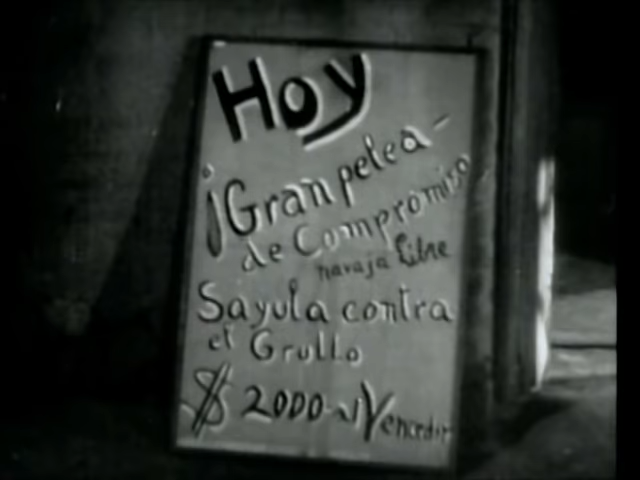 Hoy
¡Gran pelea-
de Compromiso
navaja libre
Sayula contra
el Grullo
$ 2000- al Vencedor